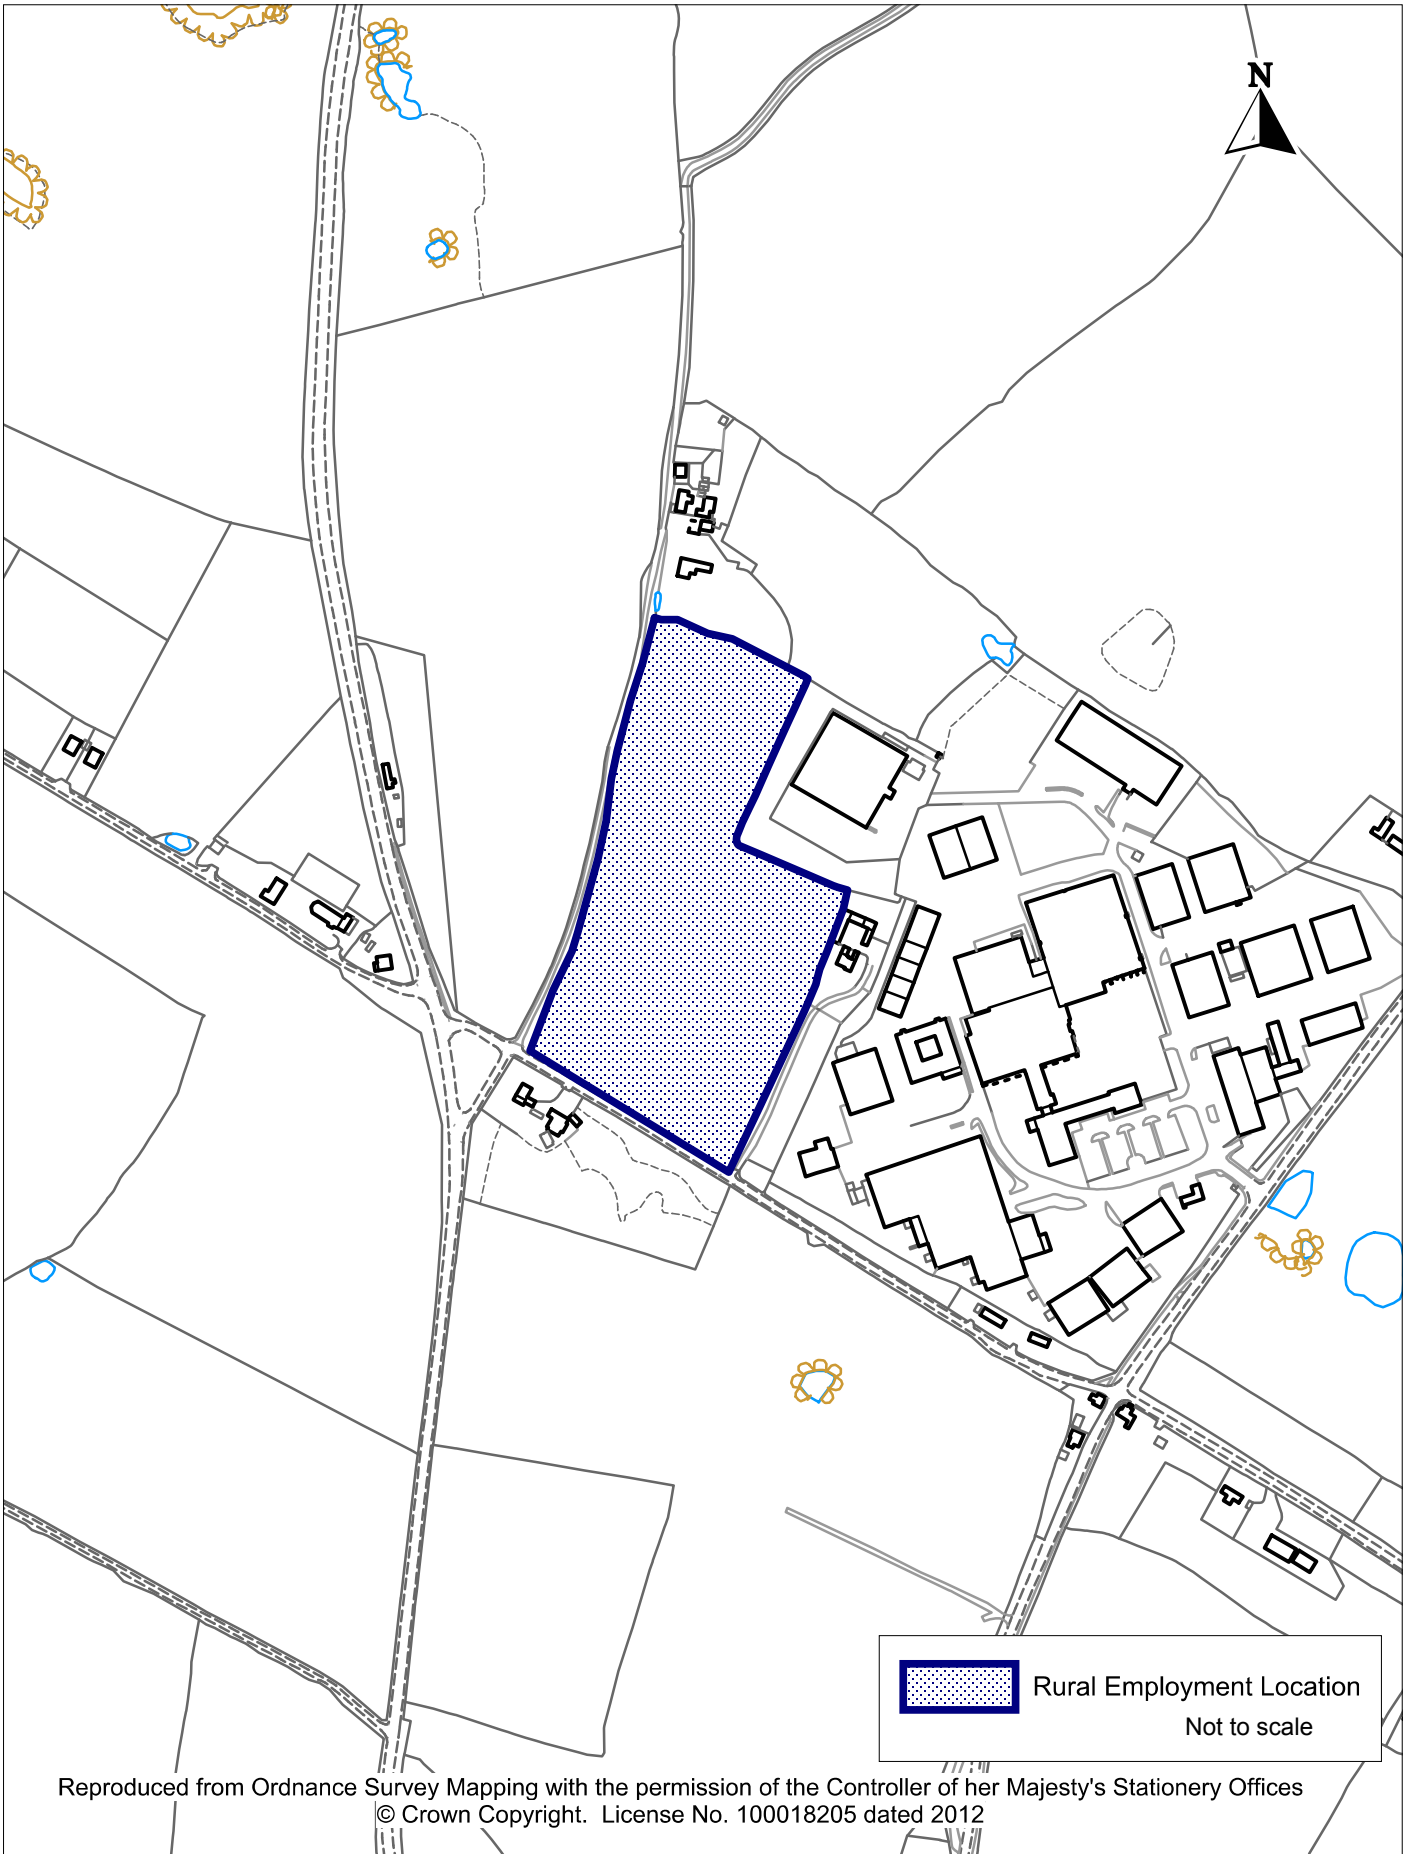 N
Rural Employment Location
Not to scale
Reproduced from Ordnance Survey Mapping with the permission of the Controller of her Majesty's Stationery Offices
© Crown Copyright. License No. 100018205 dated 2012